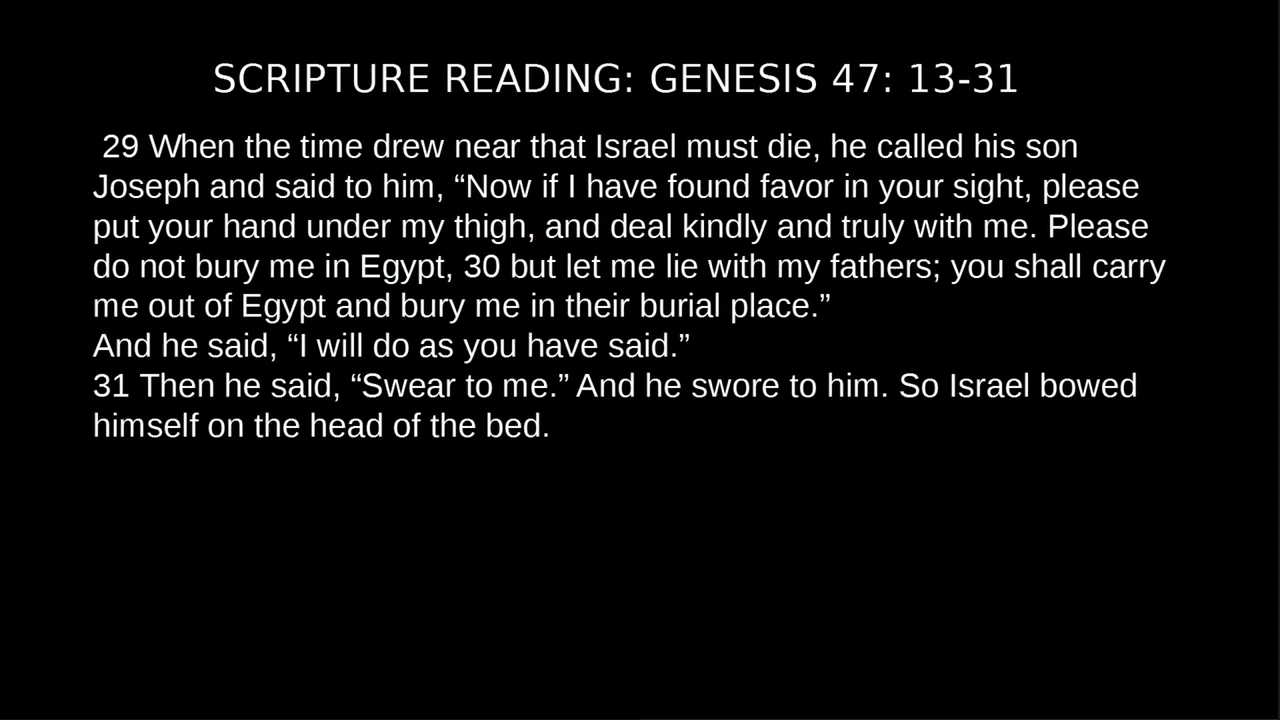 SCRIPTURE READING: GENESIS 47: 13-31
29 When the time drew near that Israel must die, he called his son
Joseph and said to him, “Now if I have found favor in your sight, please
put your hand under my thigh, and deal kindly and truly with me. Please
do not bury me in Egypt, 30 but let me lie with my fathers; you shall carry
me out of Egypt and bury me in their burial place.”
And he said, “I will do as you have said.”
31 Then he said, “Swear to me.” And he swore to him. So Israel bowed
himself on the head of the bed.